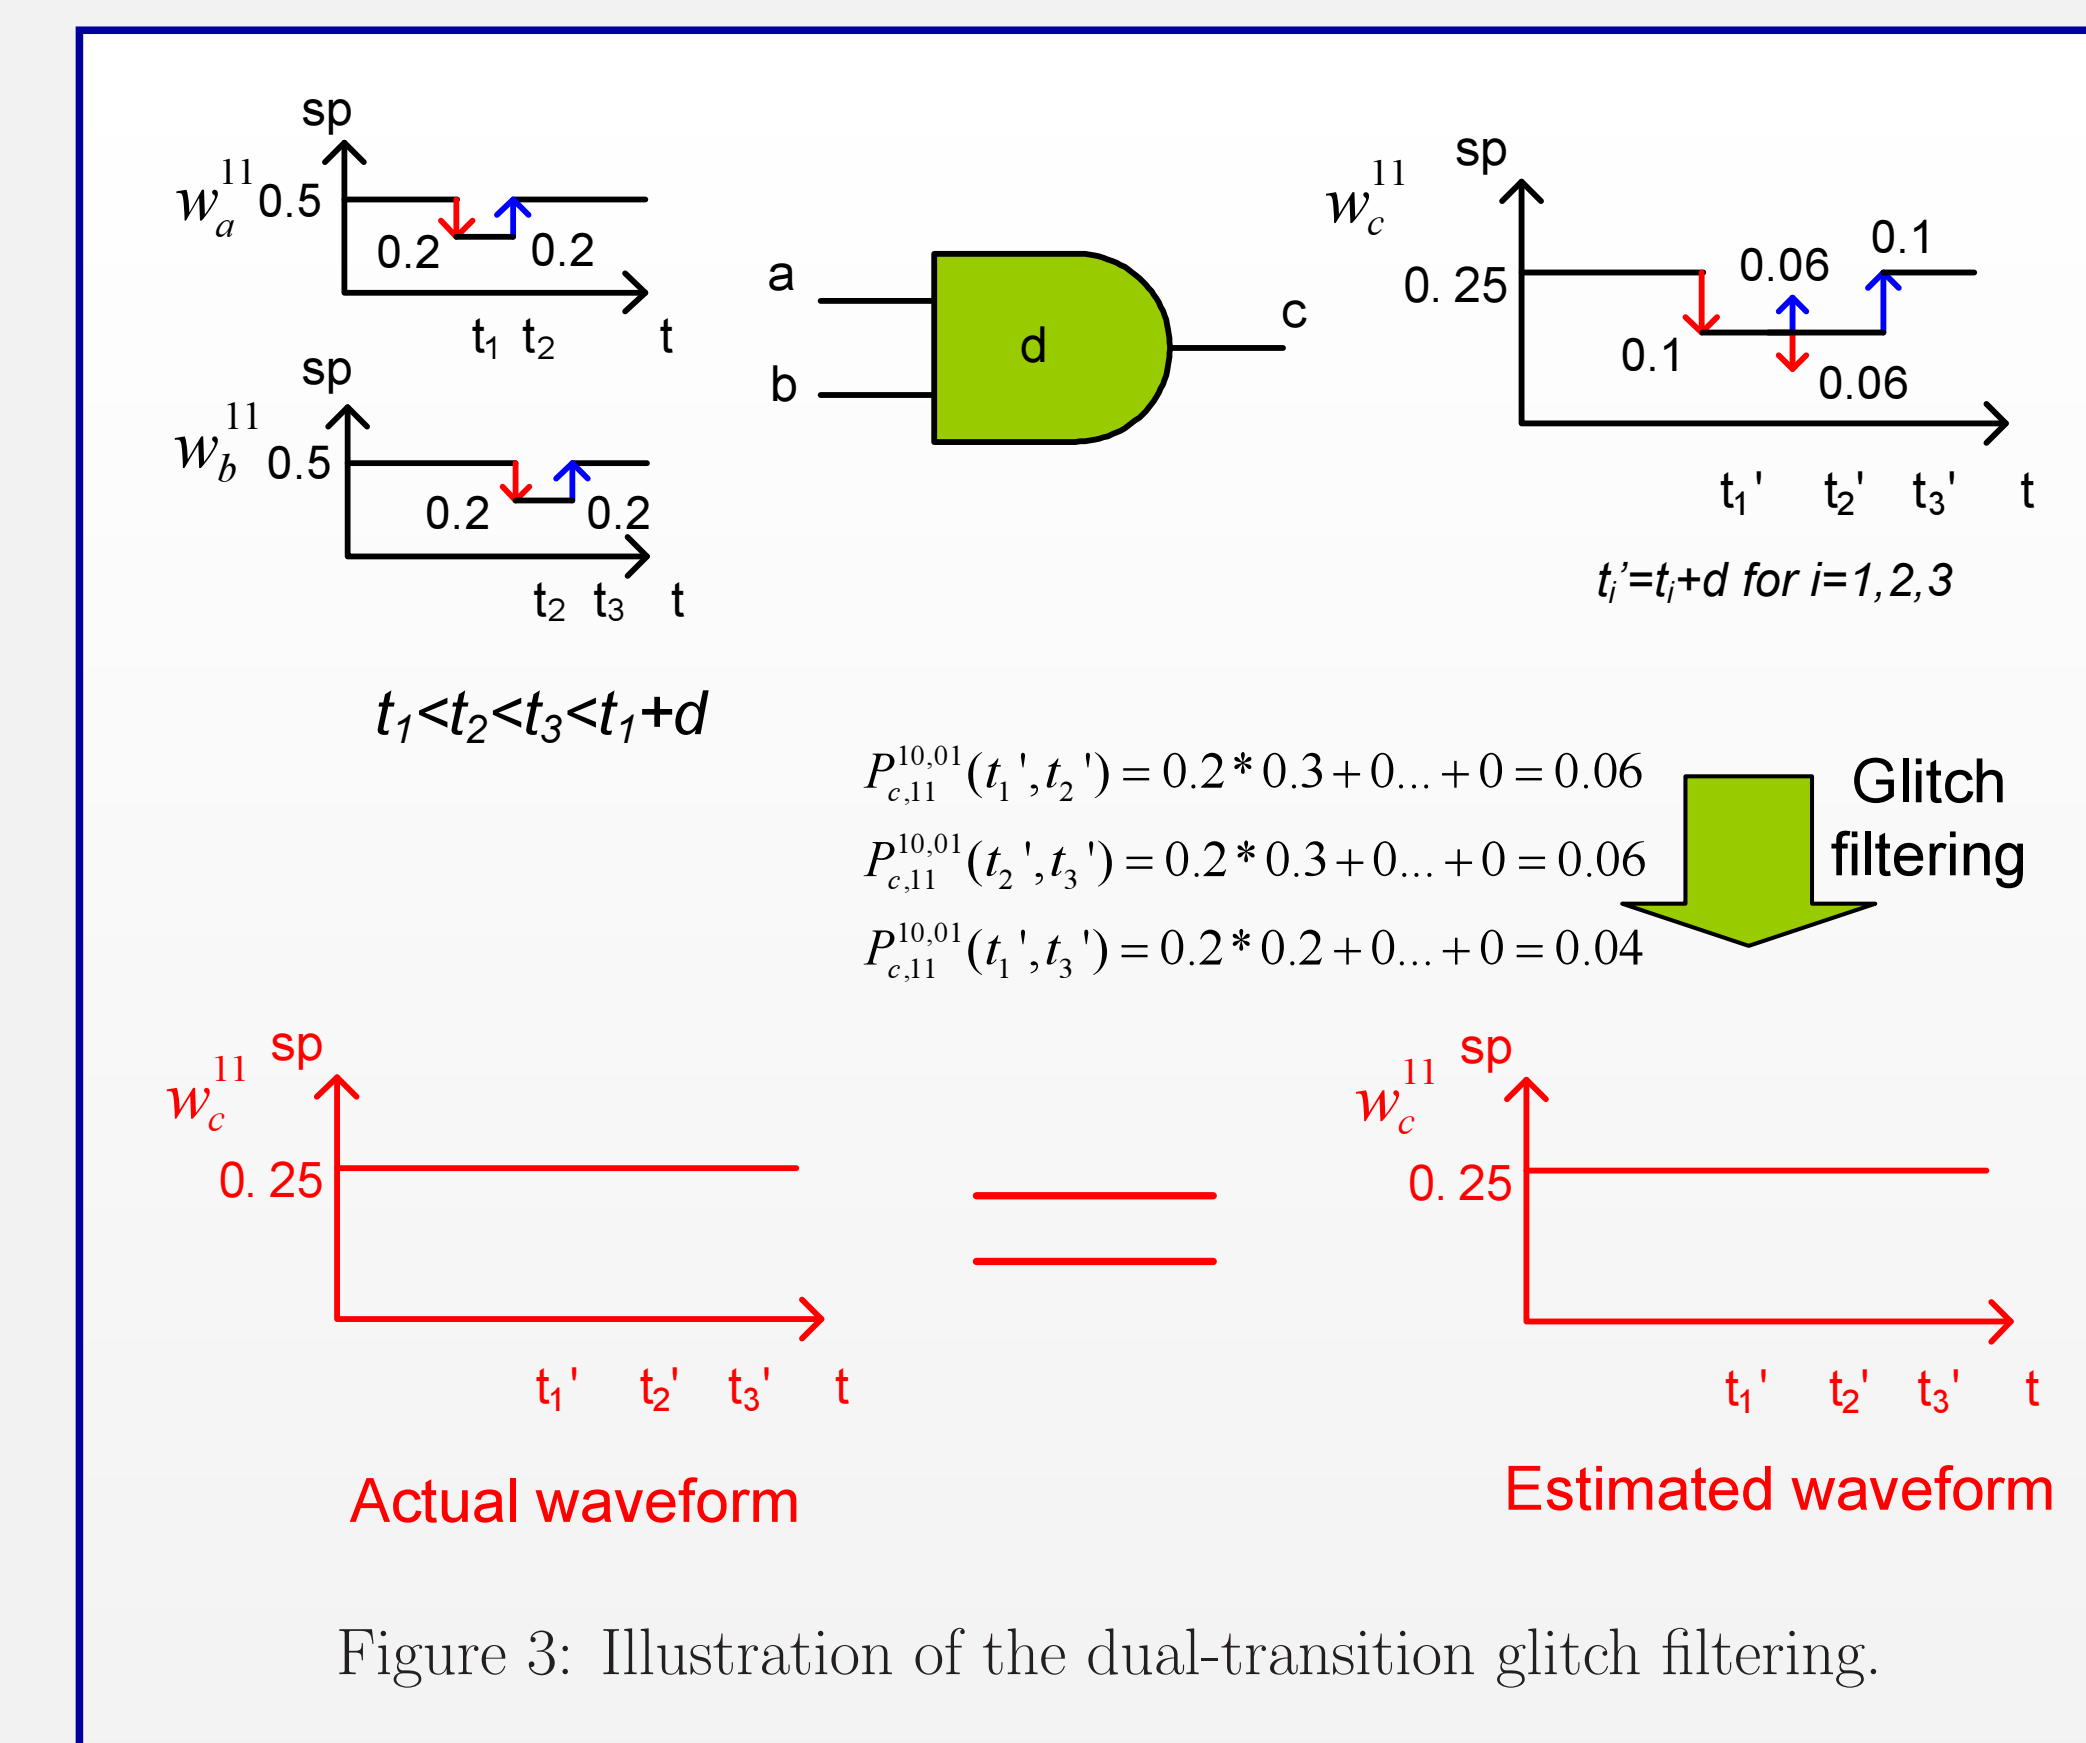 sp
w_a^{11} 0.5
0.2 0.2
t₁ t₂ t
sp
w_b^{11} 0.5
0.2 0.2
t₂ t₃ t
t₁<t₂<t₃<t₁+d
a
b
d
c
sp
w_c^{11}
0. 25
0.1
0.06
0.1
0.06
t₁' t₂' t₃' t
tᵢ’=tᵢ+d for i=1,2,3
P_{c,11}^{10,01}(t₁',t₂')=0.2*0.3+0...+0=0.06
P_{c,11}^{10,01}(t₂',t₃')=0.2*0.3+0...+0=0.06
P_{c,11}^{10,01}(t₁',t₃')=0.2*0.2+0...+0=0.04
Glitch
filtering
sp
w_c^{11}
0. 25
t₁' t₂' t₃' t
Actual waveform
sp
w_c^{11}
0. 25
t₁' t₂' t₃' t
Estimated waveform
Figure 3: Illustration of the dual-transition glitch filtering.